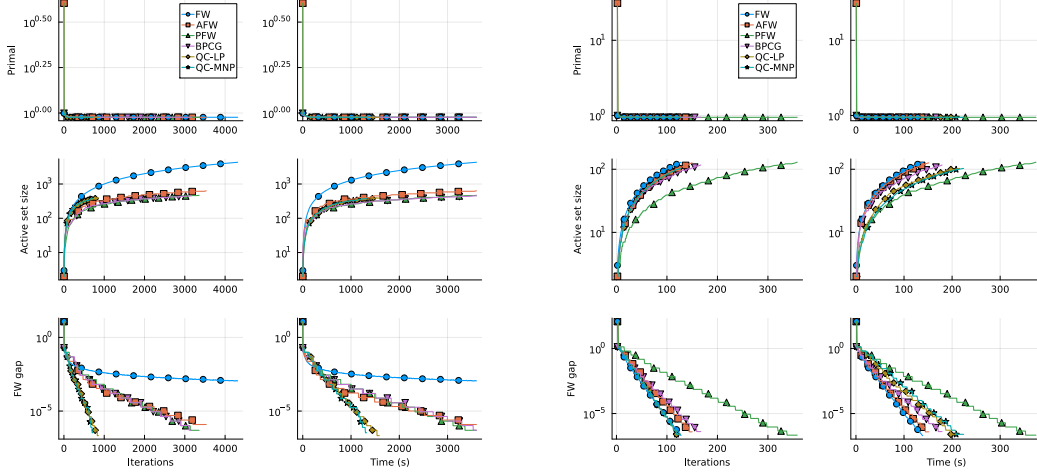 Primal
10^0.50
10^0.25
10^0.00
0 1000 2000 3000 4000
FW
AFW
PFW
BPCG
QC-LP
QC-MNP
10^0.50
10^0.25
10^0.00
0 1000 2000 3000
Active set size
10^3
10^2
10^1
0 1000 2000 3000 4000
10^3
10^2
10^1
0 1000 2000 3000
FW gap
10^0
10^-5
0 1000 2000 3000 4000
Iterations
10^0
10^-5
0 1000 2000 3000
Time (s)
Primal
10^1
10^0
0 100 200 300
FW
AFW
PFW
BPCG
QC-LP
QC-MNP
10^1
10^0
0 100 200 300
Active set size
10^2
10^1
0 100 200 300
10^2
10^1
0 100 200 300
FW gap
10^0
10^-5
0 100 200 300
Iterations
10^0
10^-5
0 100 200 300
Time (s)